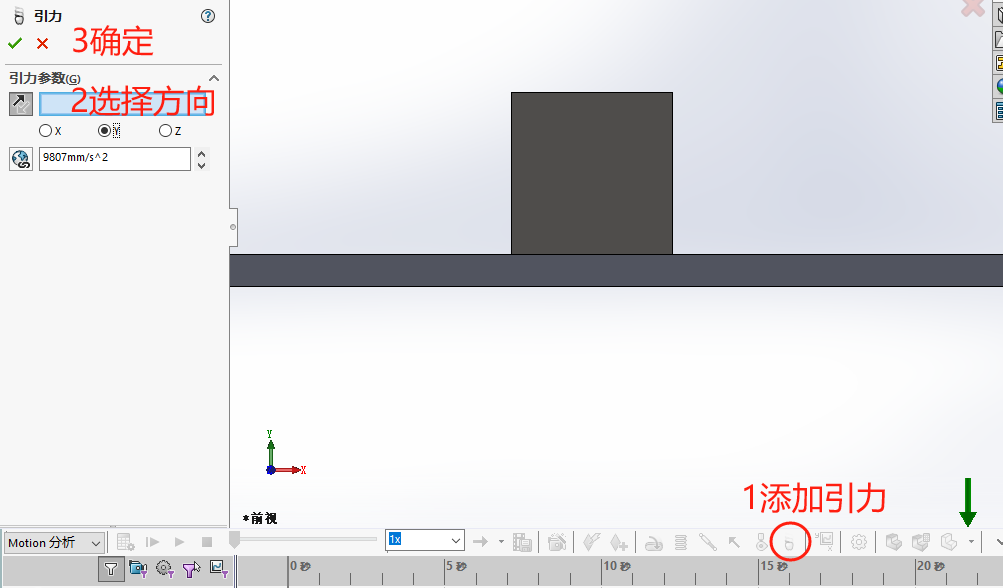 引力
3确定
引力参数(G)
2选择方向
X
Y
Z
9807mm/s^2
Y
X
*前视
1添加引力
Motion 分析
1x
0 秒
5 秒
10 秒
15 秒
20 秒